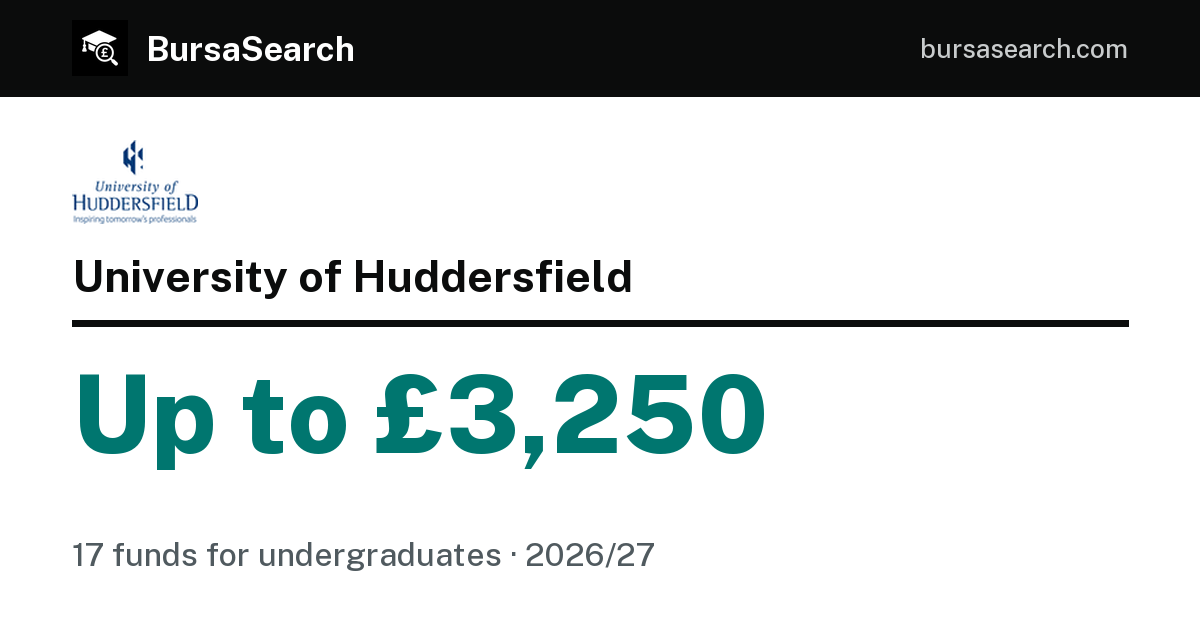 £
BursaSearch
bursasearch.com
University of
HUDDERSFIELD
Inspiring tomorrow's professionals
University of Huddersfield
Up to £3,250
17 funds for undergraduates · 2026/27